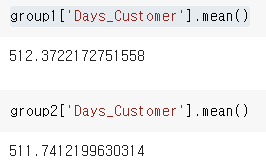 group1['Days_Customer'].mean()
512.3722172751558
group2['Days_Customer'].mean()
511.7412199630314